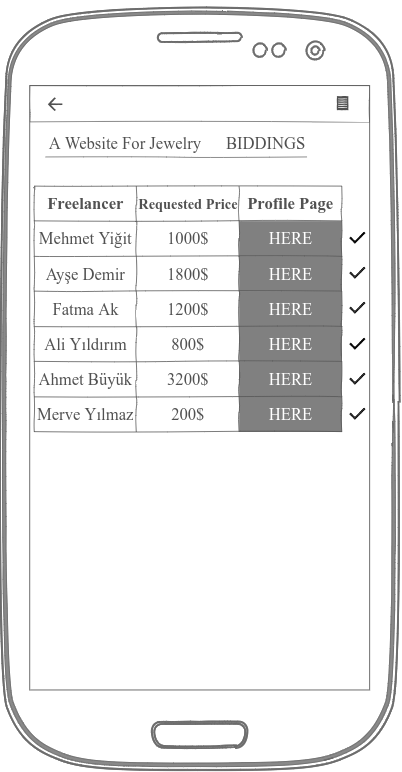 A Website For Jewelry BIDDINGS
Freelancer Requested Price Profile Page
Mehmet Yiğit 1000$ HERE
Ayşe Demir 1800$ HERE
Fatma Ak 1200$ HERE
Ali Yıldırım 800$ HERE
Ahmet Büyük 3200$ HERE
Merve Yılmaz 200$ HERE